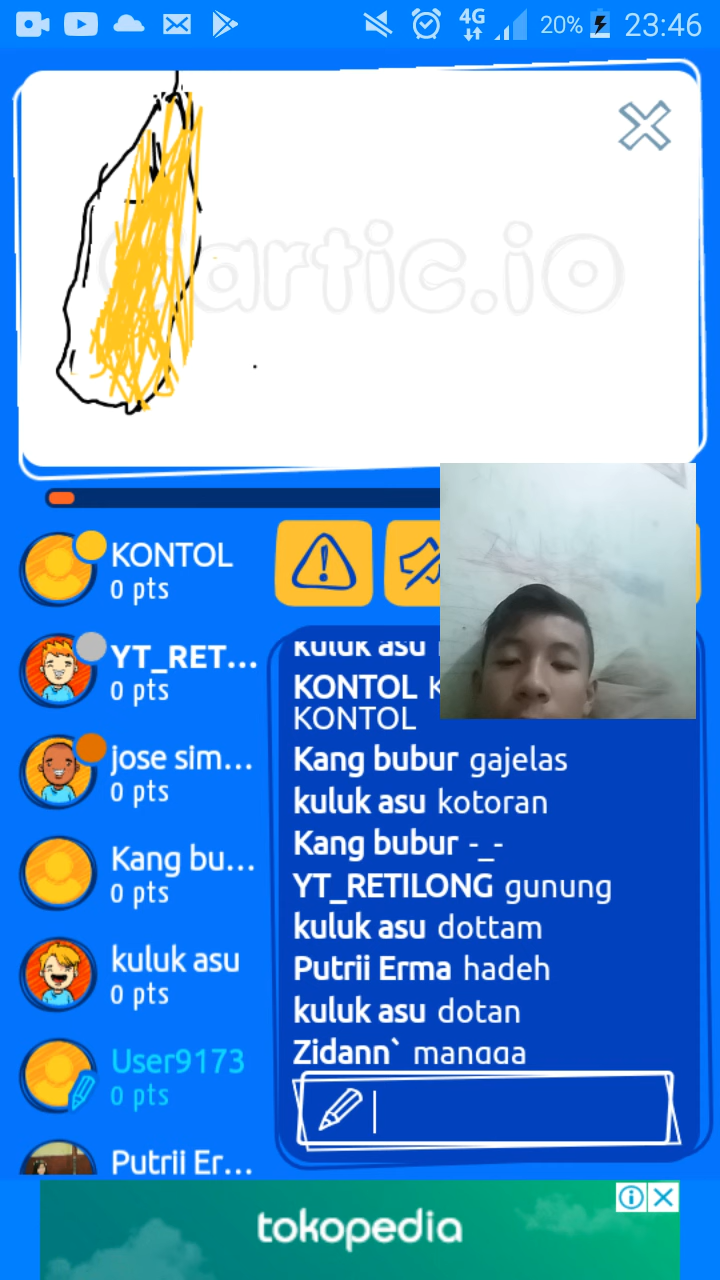 4G 20% 23:46
Gartic.io
KONTOL
0 pts
YT_RET...
0 pts
jose sim...
0 pts
Kang bu...
0 pts
kuluk asu
0 pts
User9173
0 pts
Putrii Er...
kuluk asu
KONTOL K
KONTOL
Kang bubur gajelas
kuluk asu kotoran
Kang bubur -_-
YT_RETILONG gunung
kuluk asu dottam
Putrii Erma hadeh
kuluk asu dotan
Zidann` mangga
tokopedia